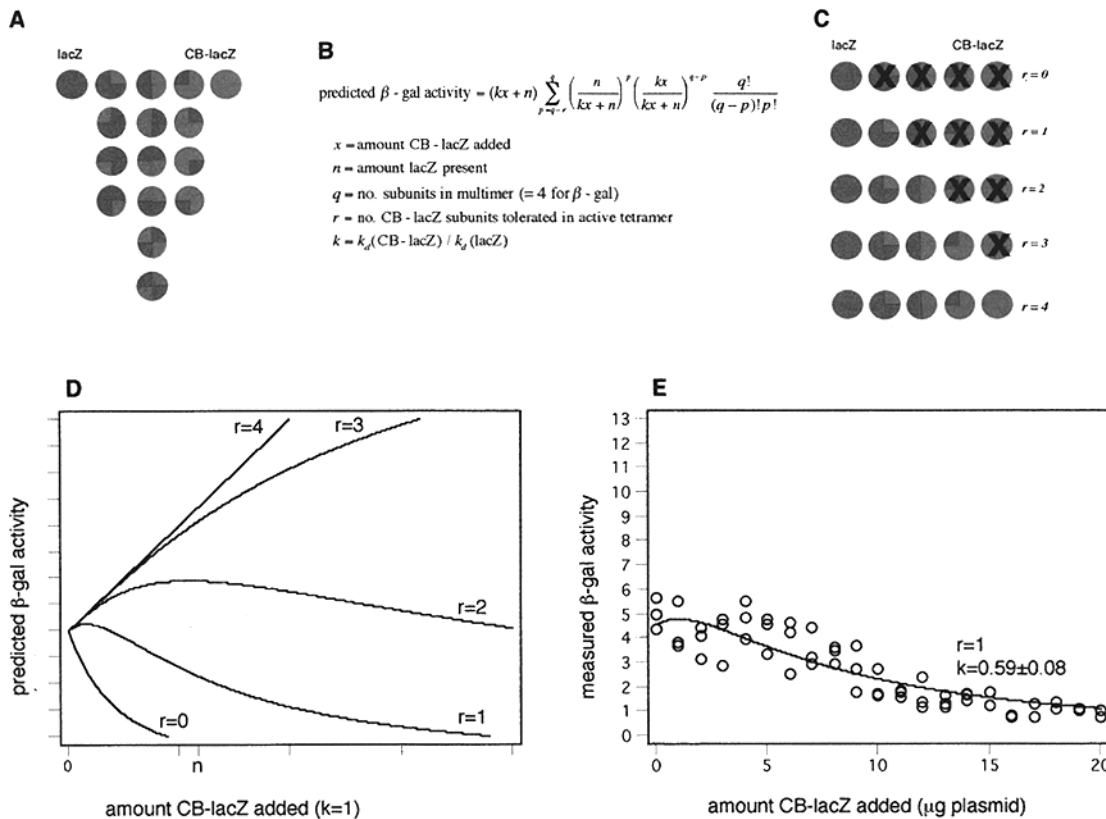 A
lacZ CB-lacZ
B
predicted β - gal activity = (kx + n) q ∑ p = q - r ( n / kx + n ) p ( kx / kx + n ) q - p q! / (q - p)! p!
x = amount CB - lacZ added
n = amount lacZ present
q = no. subunits in multimer (= 4 for β - gal)
r = no. CB - lacZ subunits tolerated in active tetramer
k = kd (CB - lacZ) / kd (lacZ)
C
lacZ CB-lacZ
X X X X r = 0
X X X r = 1
X X r = 2
X r = 3
r = 4
D
predicted β-gal activity
r=4
r=3
r=2
r=1
r=0
0 n
amount CB-lacZ added (k=1)
E
measured β-gal activity
13
12
11
10
9
8
7
6
5
4
3
2
1
0
r=1
k=0.59±0.08
0 5 10 15 20
amount CB-lacZ added (µg plasmid)